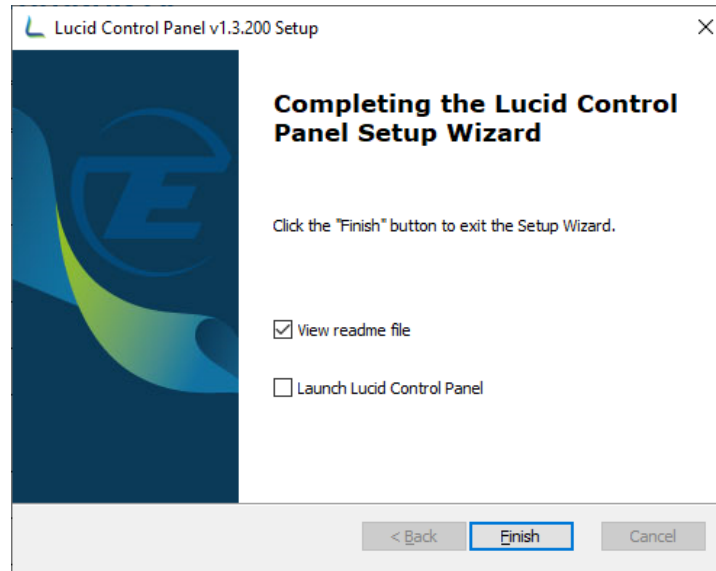 Lucid Control Panel v1.3.200 Setup
Completing the Lucid Control
Panel Setup Wizard
Click the "Finish" button to exit the Setup Wizard.
View readme file
Launch Lucid Control Panel
< Back
Finish
Cancel